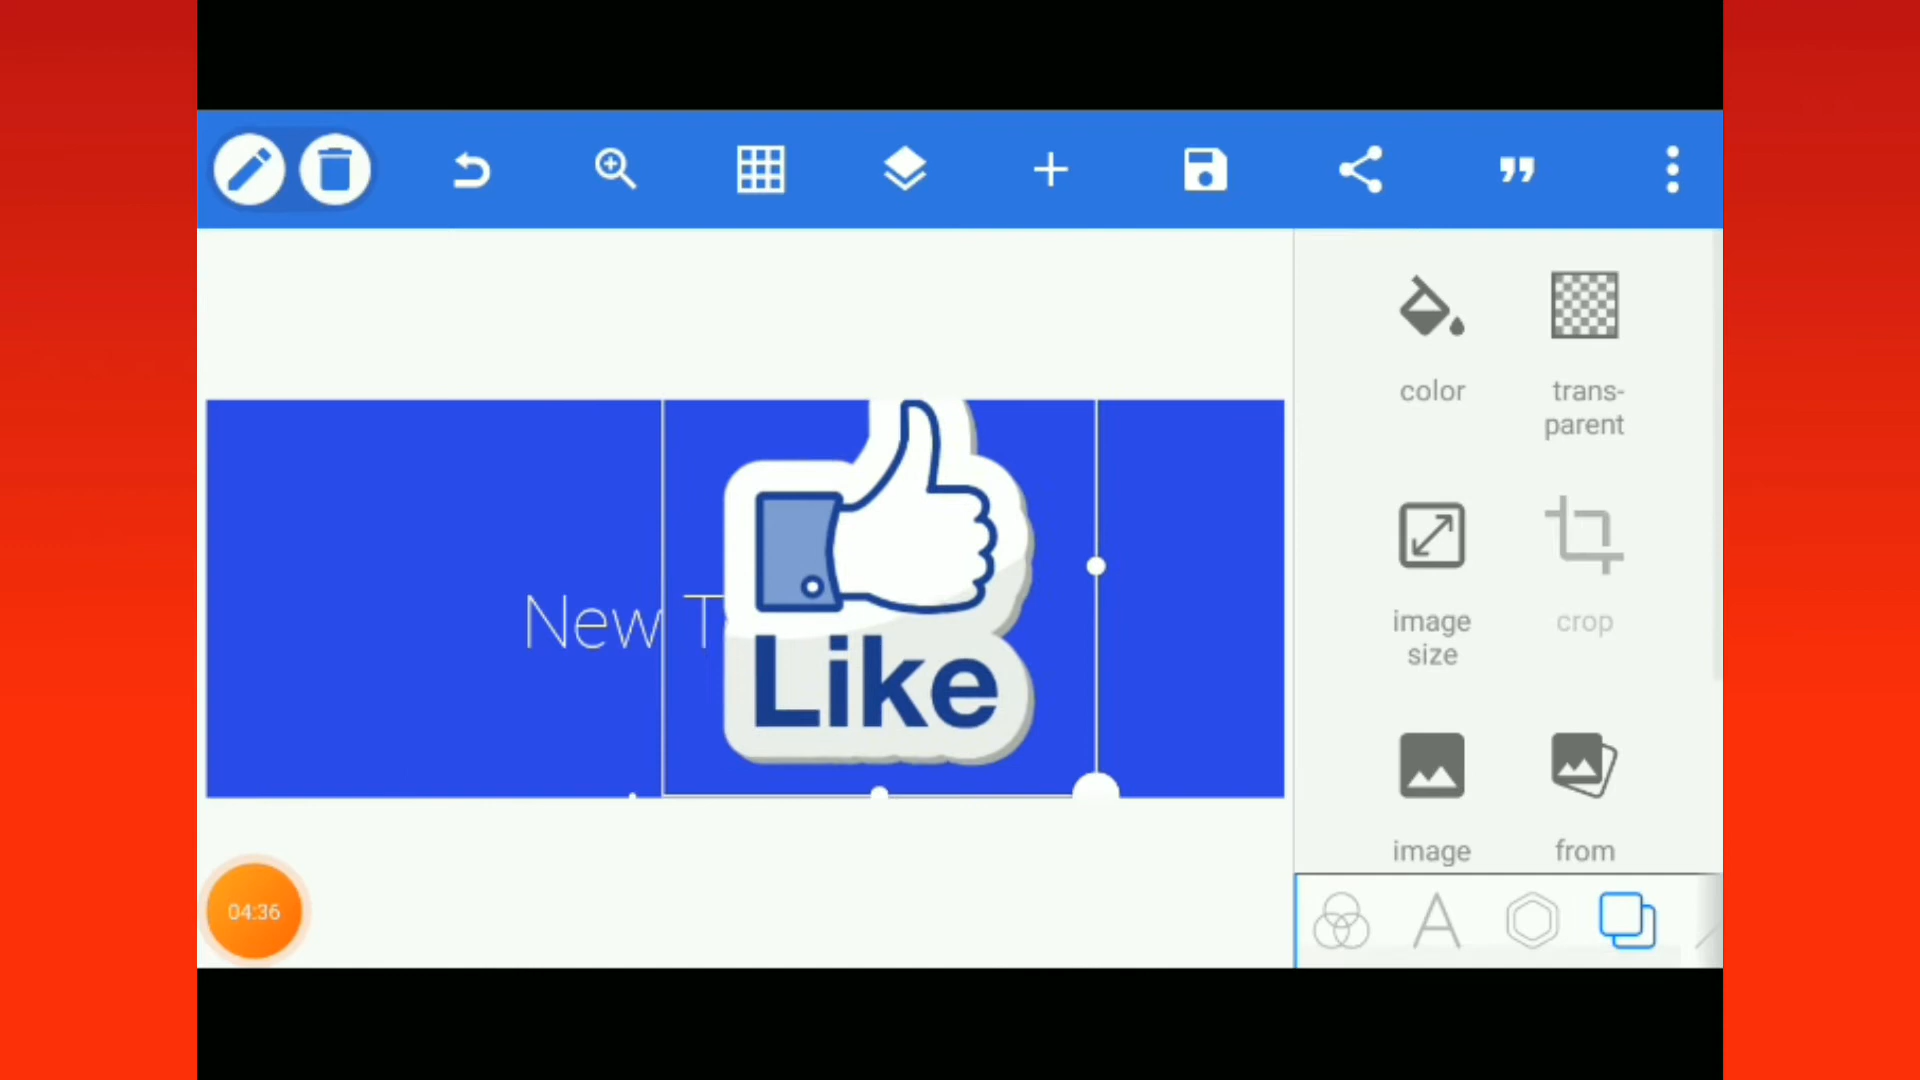 color
trans-
parent
New T
Like
image
size
crop
image
from
04:36